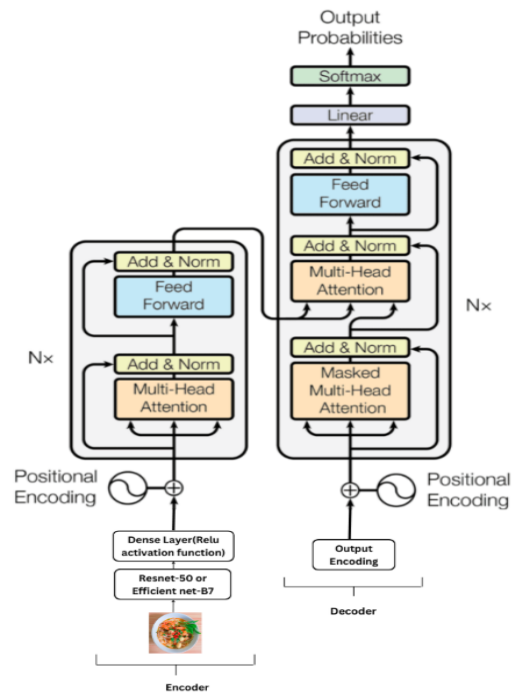 Output
Probabilities
Softmax
Linear
Add & Norm
Feed
Forward
Add & Norm
Multi-Head
Attention
Add & Norm
Masked
Multi-Head
Attention
Nx
Positional
Encoding
Output
Encoding
Decoder
Add & Norm
Feed
Forward
Add & Norm
Multi-Head
Attention
Nx
Positional
Encoding
Dense Layer(Relu
activation function)
Resnet-50 or
Efficient net-B7
Encoder